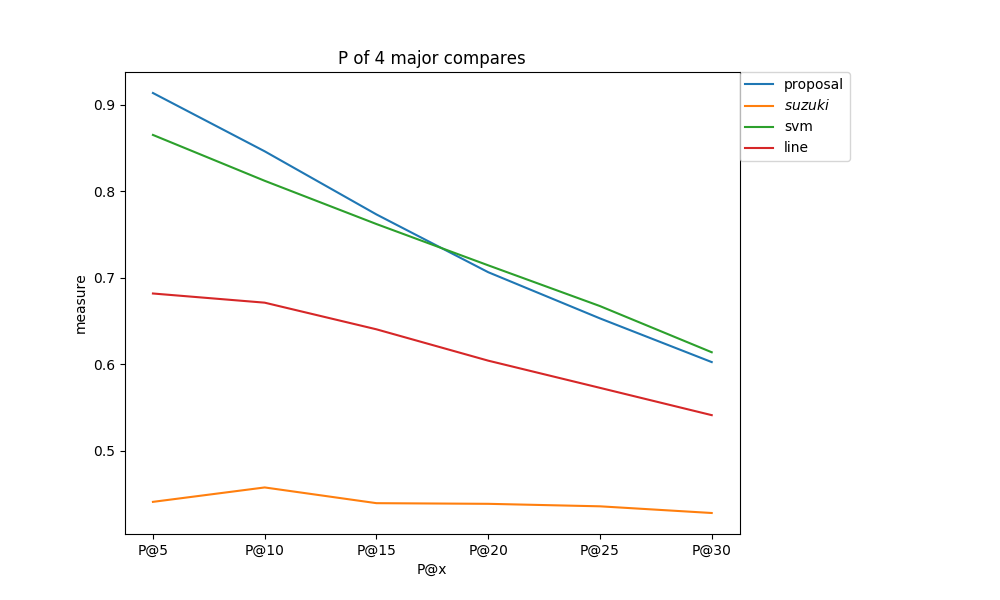 P of 4 major compares
proposal
suzuki
svm
line
measure
0.9
0.8
0.7
0.6
0.5
P@5 P@10 P@15 P@20 P@25 P@30
P@x